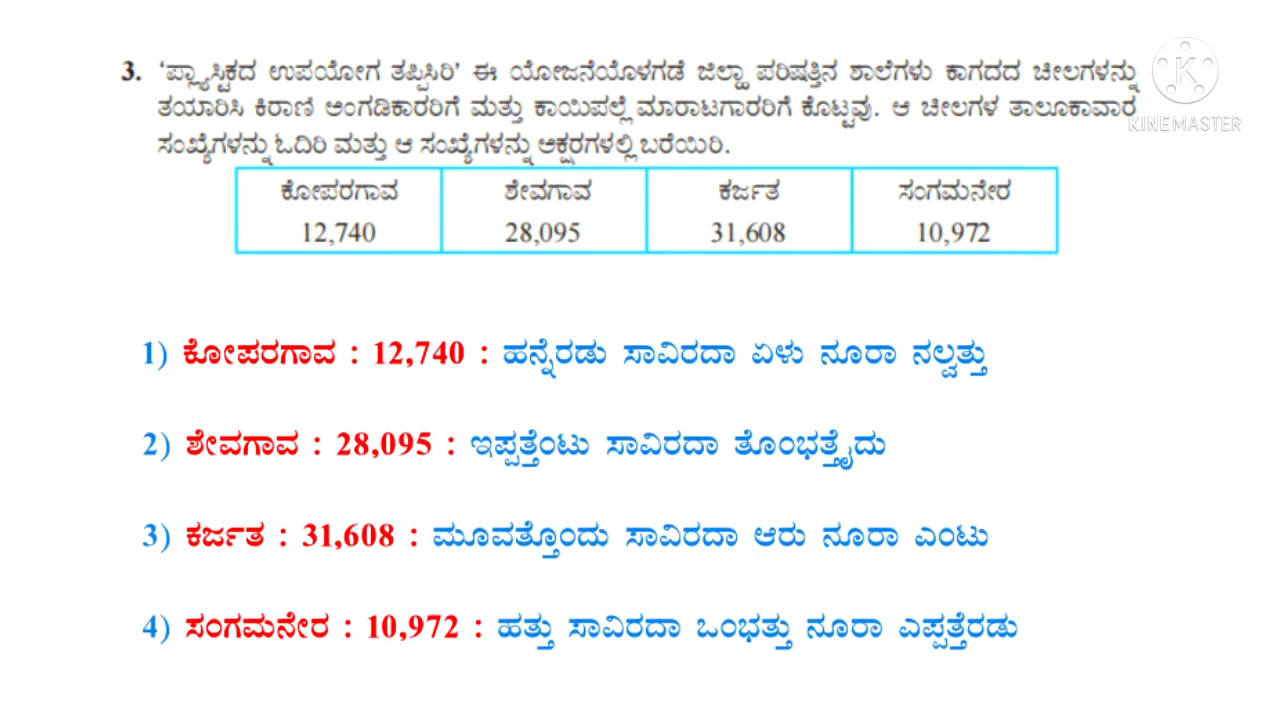 3. ‘ಪ್ಲ್ಯಾಸ್ಟಿಕದ ಉಪಯೋಗ ತಪ್ಪಿಸಿರಿ’ ಈ ಯೋಜನೆಯೊಳಗಡೆ ಜಿಲ್ಹಾ ಪರಿಷತ್ತಿನ ಶಾಲೆಗಳು ಕಾಗದದ ಚೀಲಗಳನ್ನು
ತಯಾರಿಸಿ ಕಿರಾಣಿ ಅಂಗಡಿಕಾರರಿಗೆ ಮತ್ತು ಕಾಯಿಪಲ್ಲೆ ಮಾರಾಟಗಾರರಿಗೆ ಕೊಟ್ಟವು. ಆ ಚೀಲಗಳ ತಾಲೂಕಾವಾರ
ಸಂಖ್ಯೆಗಳನ್ನು ಓದಿರಿ ಮತ್ತು ಆ ಸಂಖ್ಯೆಗಳನ್ನು ಅಕ್ಷರಗಳಲ್ಲಿ ಬರೆಯಿರಿ.
KINEMASTER
ಕೋಪರಗಾವ ಶೇವಗಾವ ಕರ್ಜತ ಸಂಗಮನೇರ
12,740 28,095 31,608 10,972
1) ಕೋಪರಗಾವ : 12,740 : ಹನ್ನೆರಡು ಸಾವಿರದಾ ಏಳು ನೂರಾ ನಲ್ವತ್ತು
2) ಶೇವಗಾವ : 28,095 : ಇಪ್ಪತ್ತೆಂಟು ಸಾವಿರದಾ ತೊಂಭತ್ತೈದು
3) ಕರ್ಜತ : 31,608 : ಮೂವತ್ತೊಂದು ಸಾವಿರದಾ ಆರು ನೂರಾ ಎಂಟು
4) ಸಂಗಮನೇರ : 10,972 : ಹತ್ತು ಸಾವಿರದಾ ಒಂಭತ್ತು ನೂರಾ ಎಪ್ಪತ್ತೆರಡು